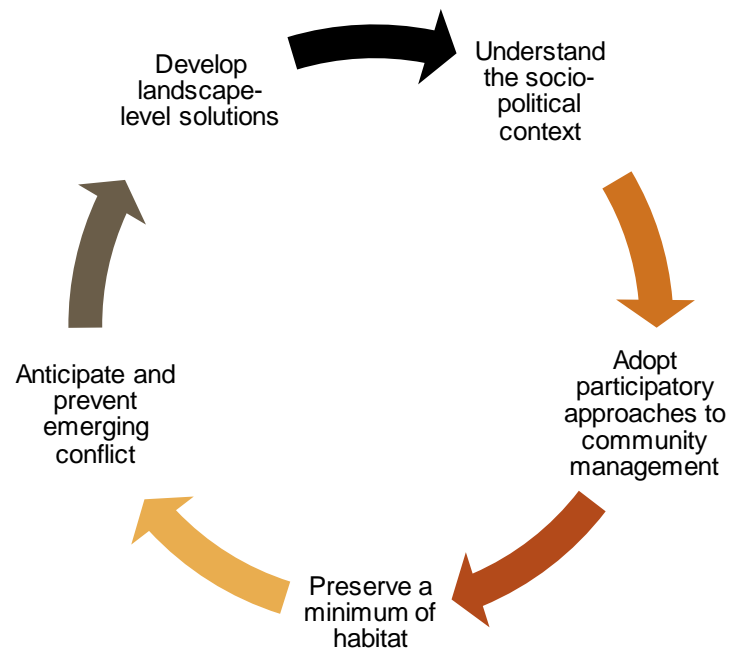 Develop
landscape-
level solutions
Understand
the socio-
political
context
Adopt
participatory
approaches to
community
management
Preserve a
minimum of
habitat
Anticipate and
prevent
emerging
conflict